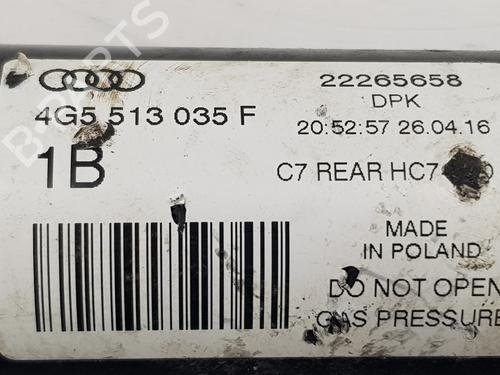 B-PARTS
22265658
4G5 513 035 F
DPK
20:52:57 26.04.16
1B
C7 REAR HC7
MADE
IN POLAND
DO NOT OPEN
GAS PRESSURE